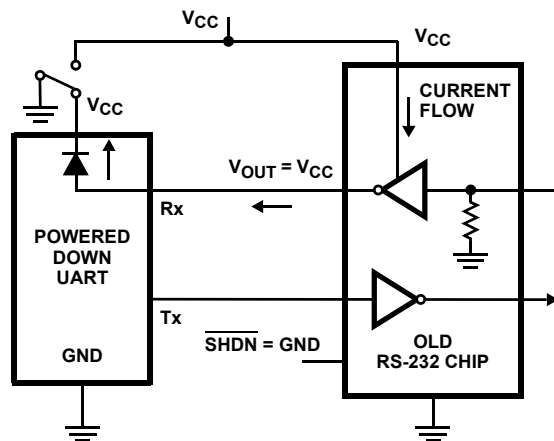 VCC
VCC
CURRENT
FLOW
VCC
VOUT = VCC
Rx
POWERED
DOWN
UART
Tx
SHDN = GND
GND
OLD
RS-232 CHIP